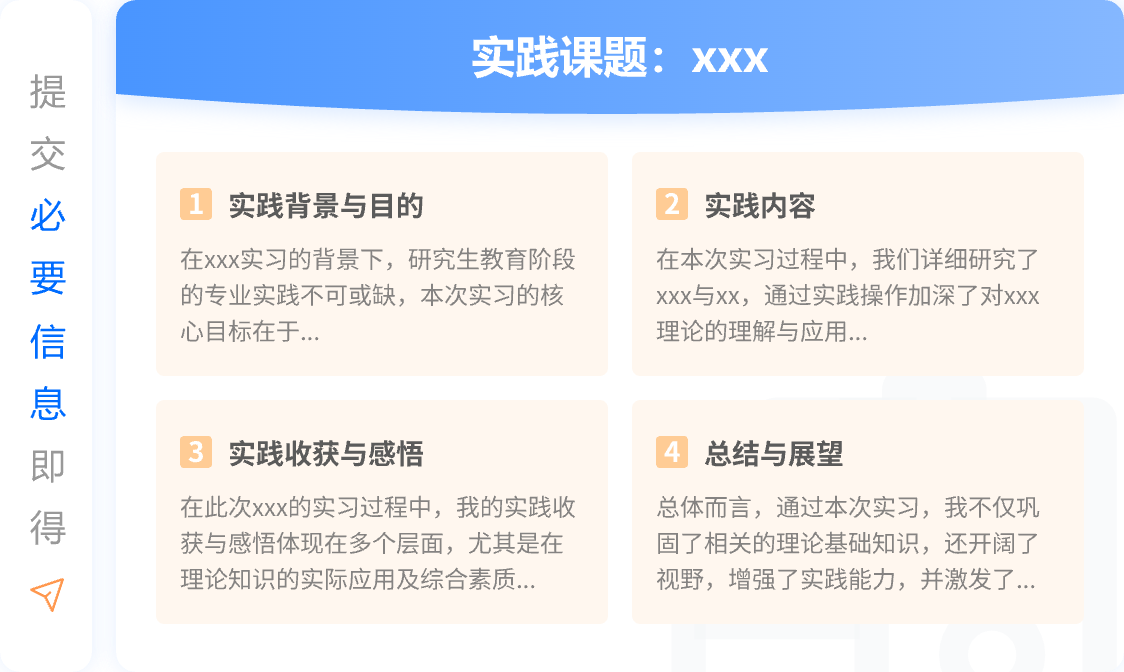 提交必要信息即得
实践课题：xxx
1 实践背景与目的
在xxx实习的背景下，研究生教育阶段
的专业实践不可或缺，本次实习的核
心目标在于...
2 实践内容
在本次实习过程中，我们详细研究了
xxx与xx，通过实践操作加深了对xxx
理论的理解与应用...
3 实践收获与感悟
在此次xxx的实习过程中，我的实践收
获与感悟体现在多个层面，尤其是在
理论知识的实际应用及综合素质...
4 总结与展望
总体而言，通过本次实习，我不仅巩
固了相关的理论基础知识，还开阔了
视野，增强了实践能力，并激发了...